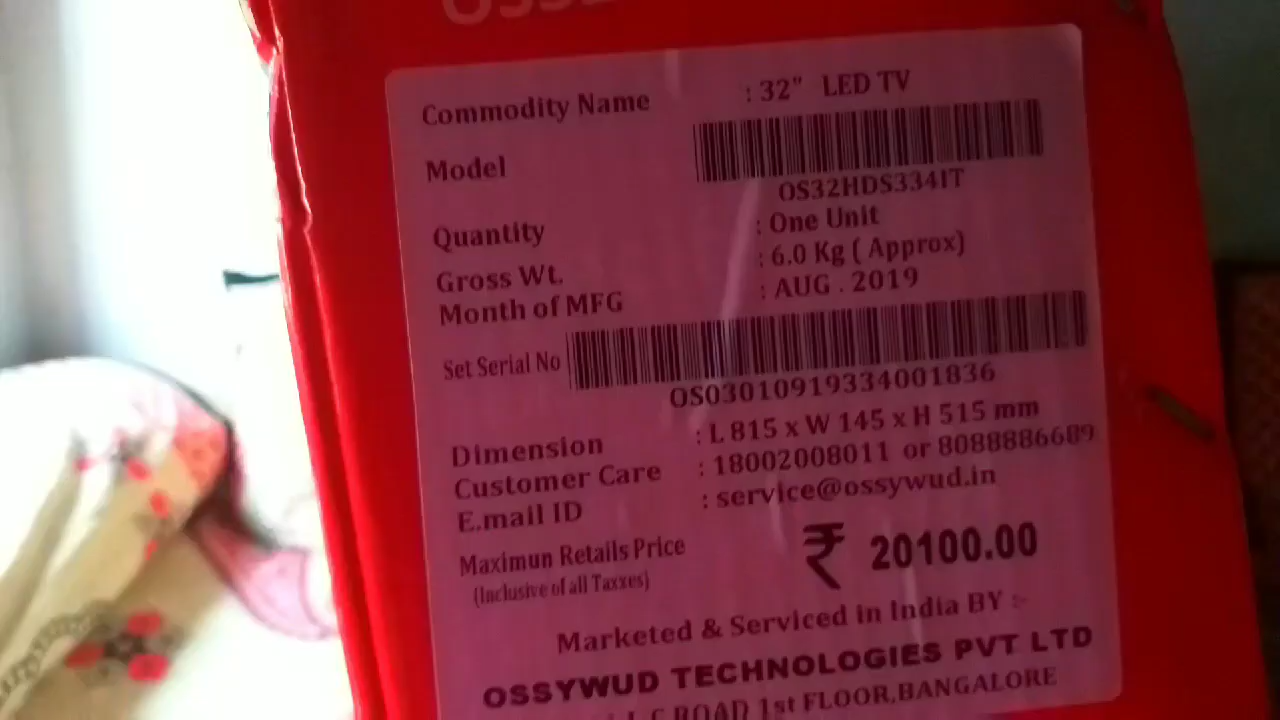 Commodity Name : 32" LED TV
Model
OS32HDS334IT
Quantity : One Unit
Gross Wt. : 6.0 Kg ( Approx)
Month of MFG : AUG . 2019
Set Serial No
OS03010919334001836
Dimension : L 815 x W 145 x H 515 mm
Customer Care : 18002008011 or 8088886689
E.mail ID : service@ossywud.in
Maximun Retails Price ₹ 20100.00
(Inclusive of all Taxxes)
Marketed & Serviced in India BY :-
OSSYWUD TECHNOLOGIES PVT LTD
ROAD 1st FLOOR,BANGALORE